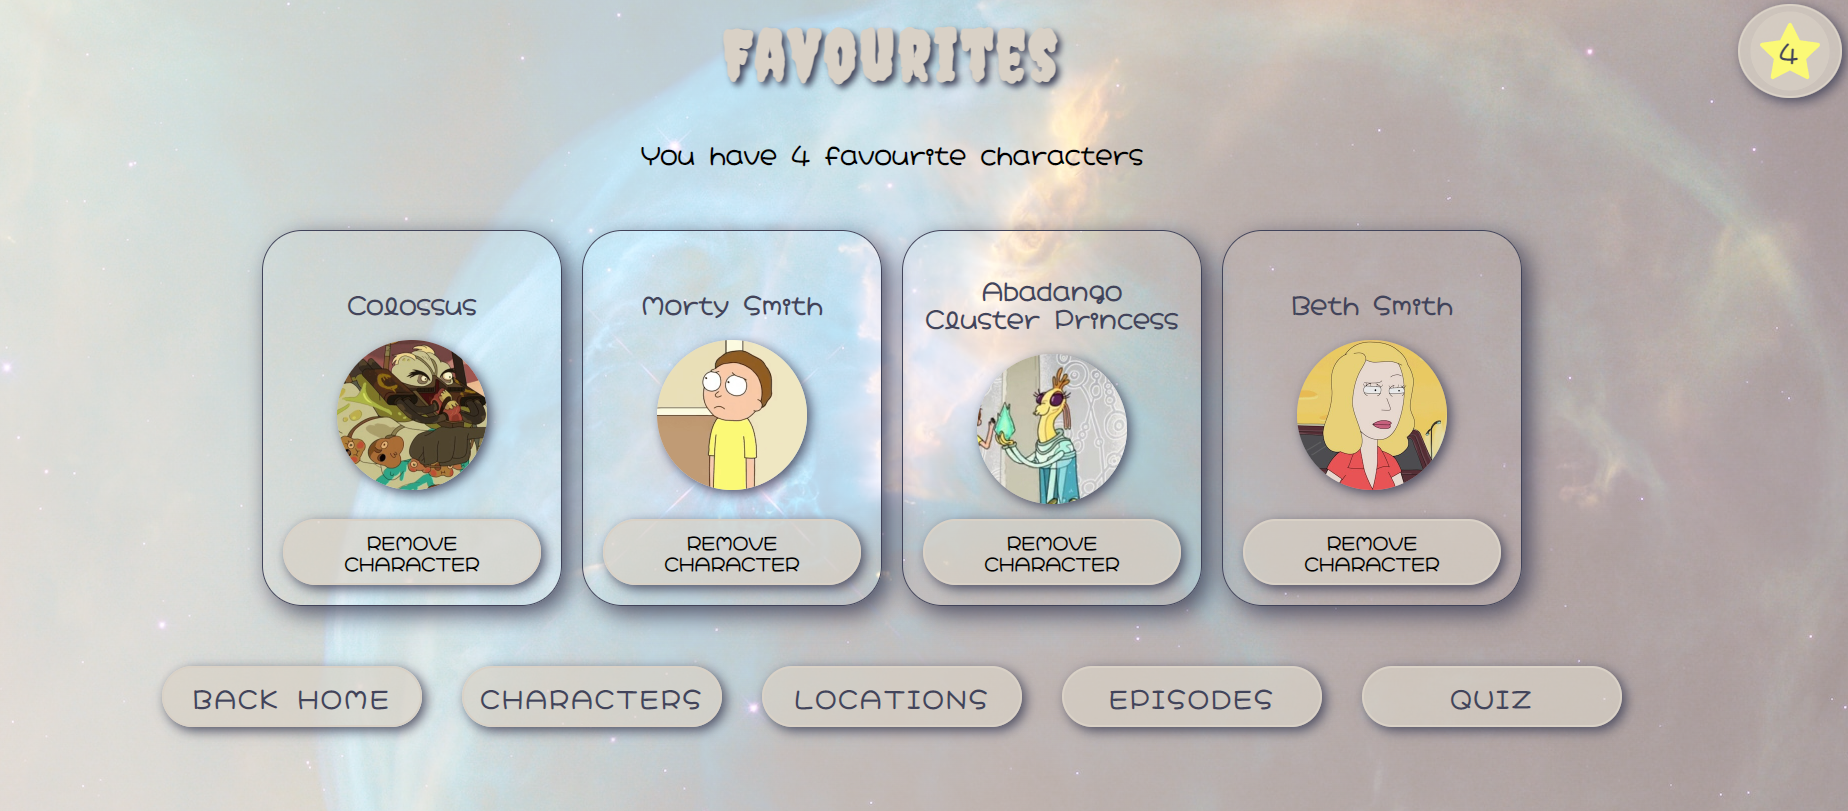 FAVOURITES
4
You have 4 favourite characters
Colossus
REMOVE
CHARACTER
Morty Smith
REMOVE
CHARACTER
Abadango
Cluster Princess
REMOVE
CHARACTER
Beth Smith
REMOVE
CHARACTER
BACK HOME
CHARACTERS
LOCATIONS
EPISODES
QUIZ